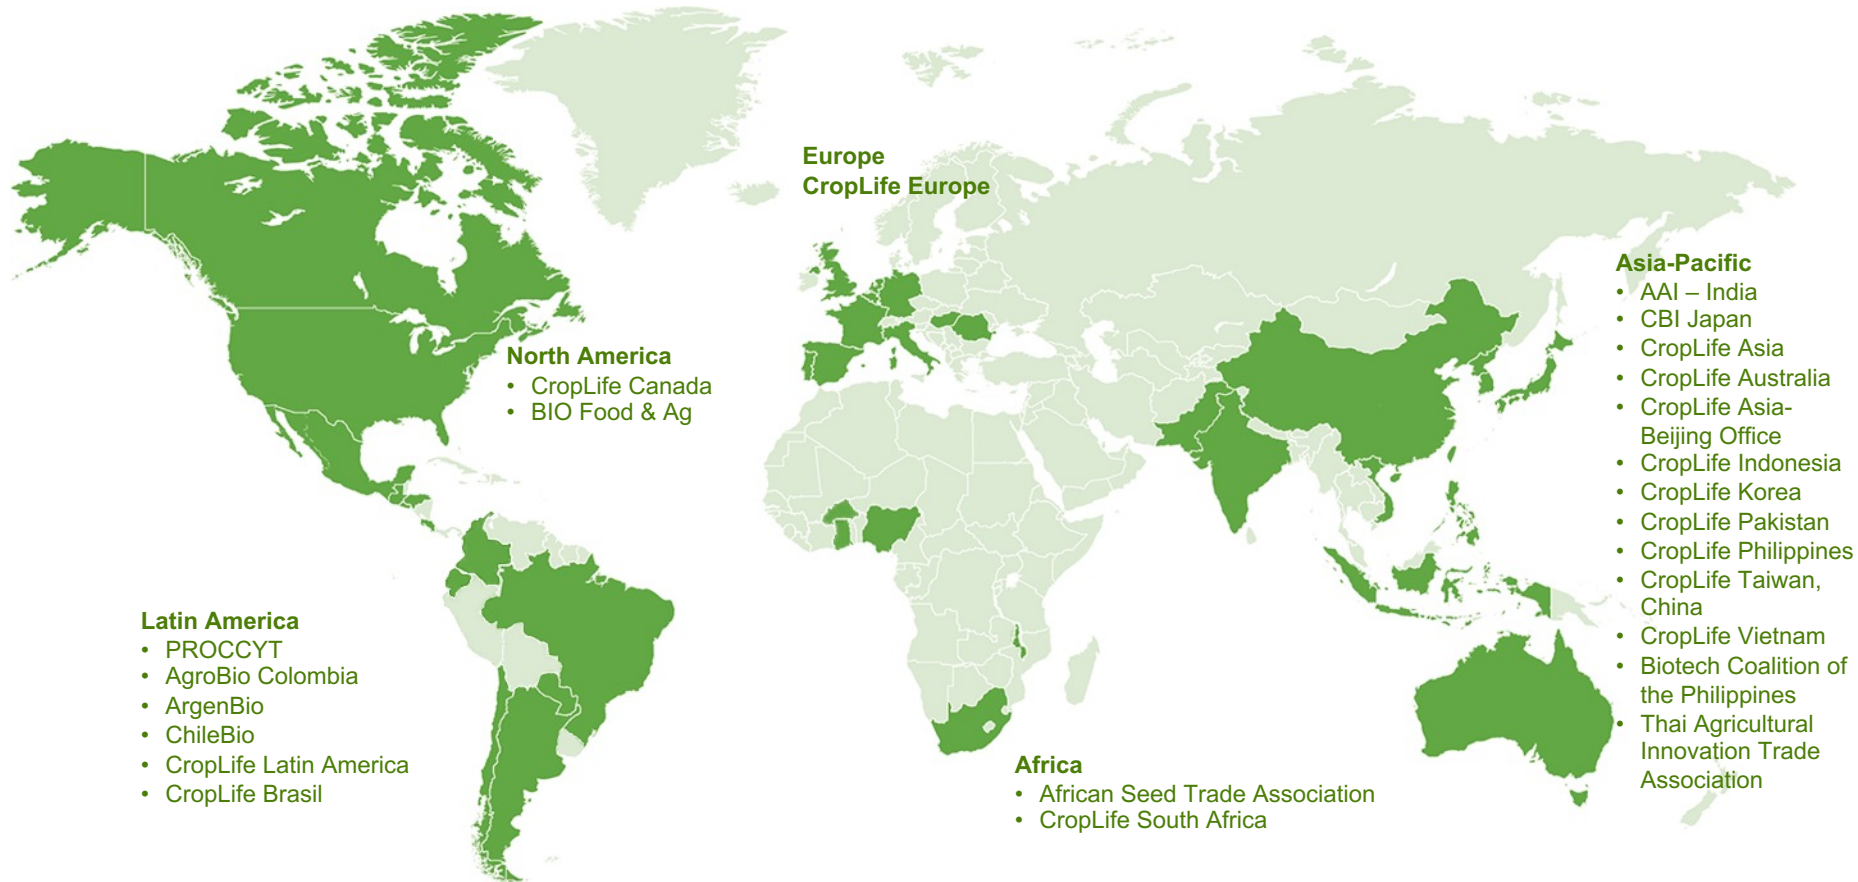 Europe
CropLife Europe
Asia-Pacific
• AAI – India
• CBI Japan
• CropLife Asia
• CropLife Australia
• CropLife Asia-
Beijing Office
• CropLife Indonesia
• CropLife Korea
• CropLife Pakistan
• CropLife Philippines
• CropLife Taiwan,
China
• CropLife Vietnam
• Biotech Coalition of
the Philippines
• Thai Agricultural
Innovation Trade
Association
North America
• CropLife Canada
• BIO Food & Ag
Latin America
• PROCCYT
• AgroBio Colombia
• ArgenBio
• ChileBio
• CropLife Latin America
• CropLife Brasil
Africa
• African Seed Trade Association
• CropLife South Africa